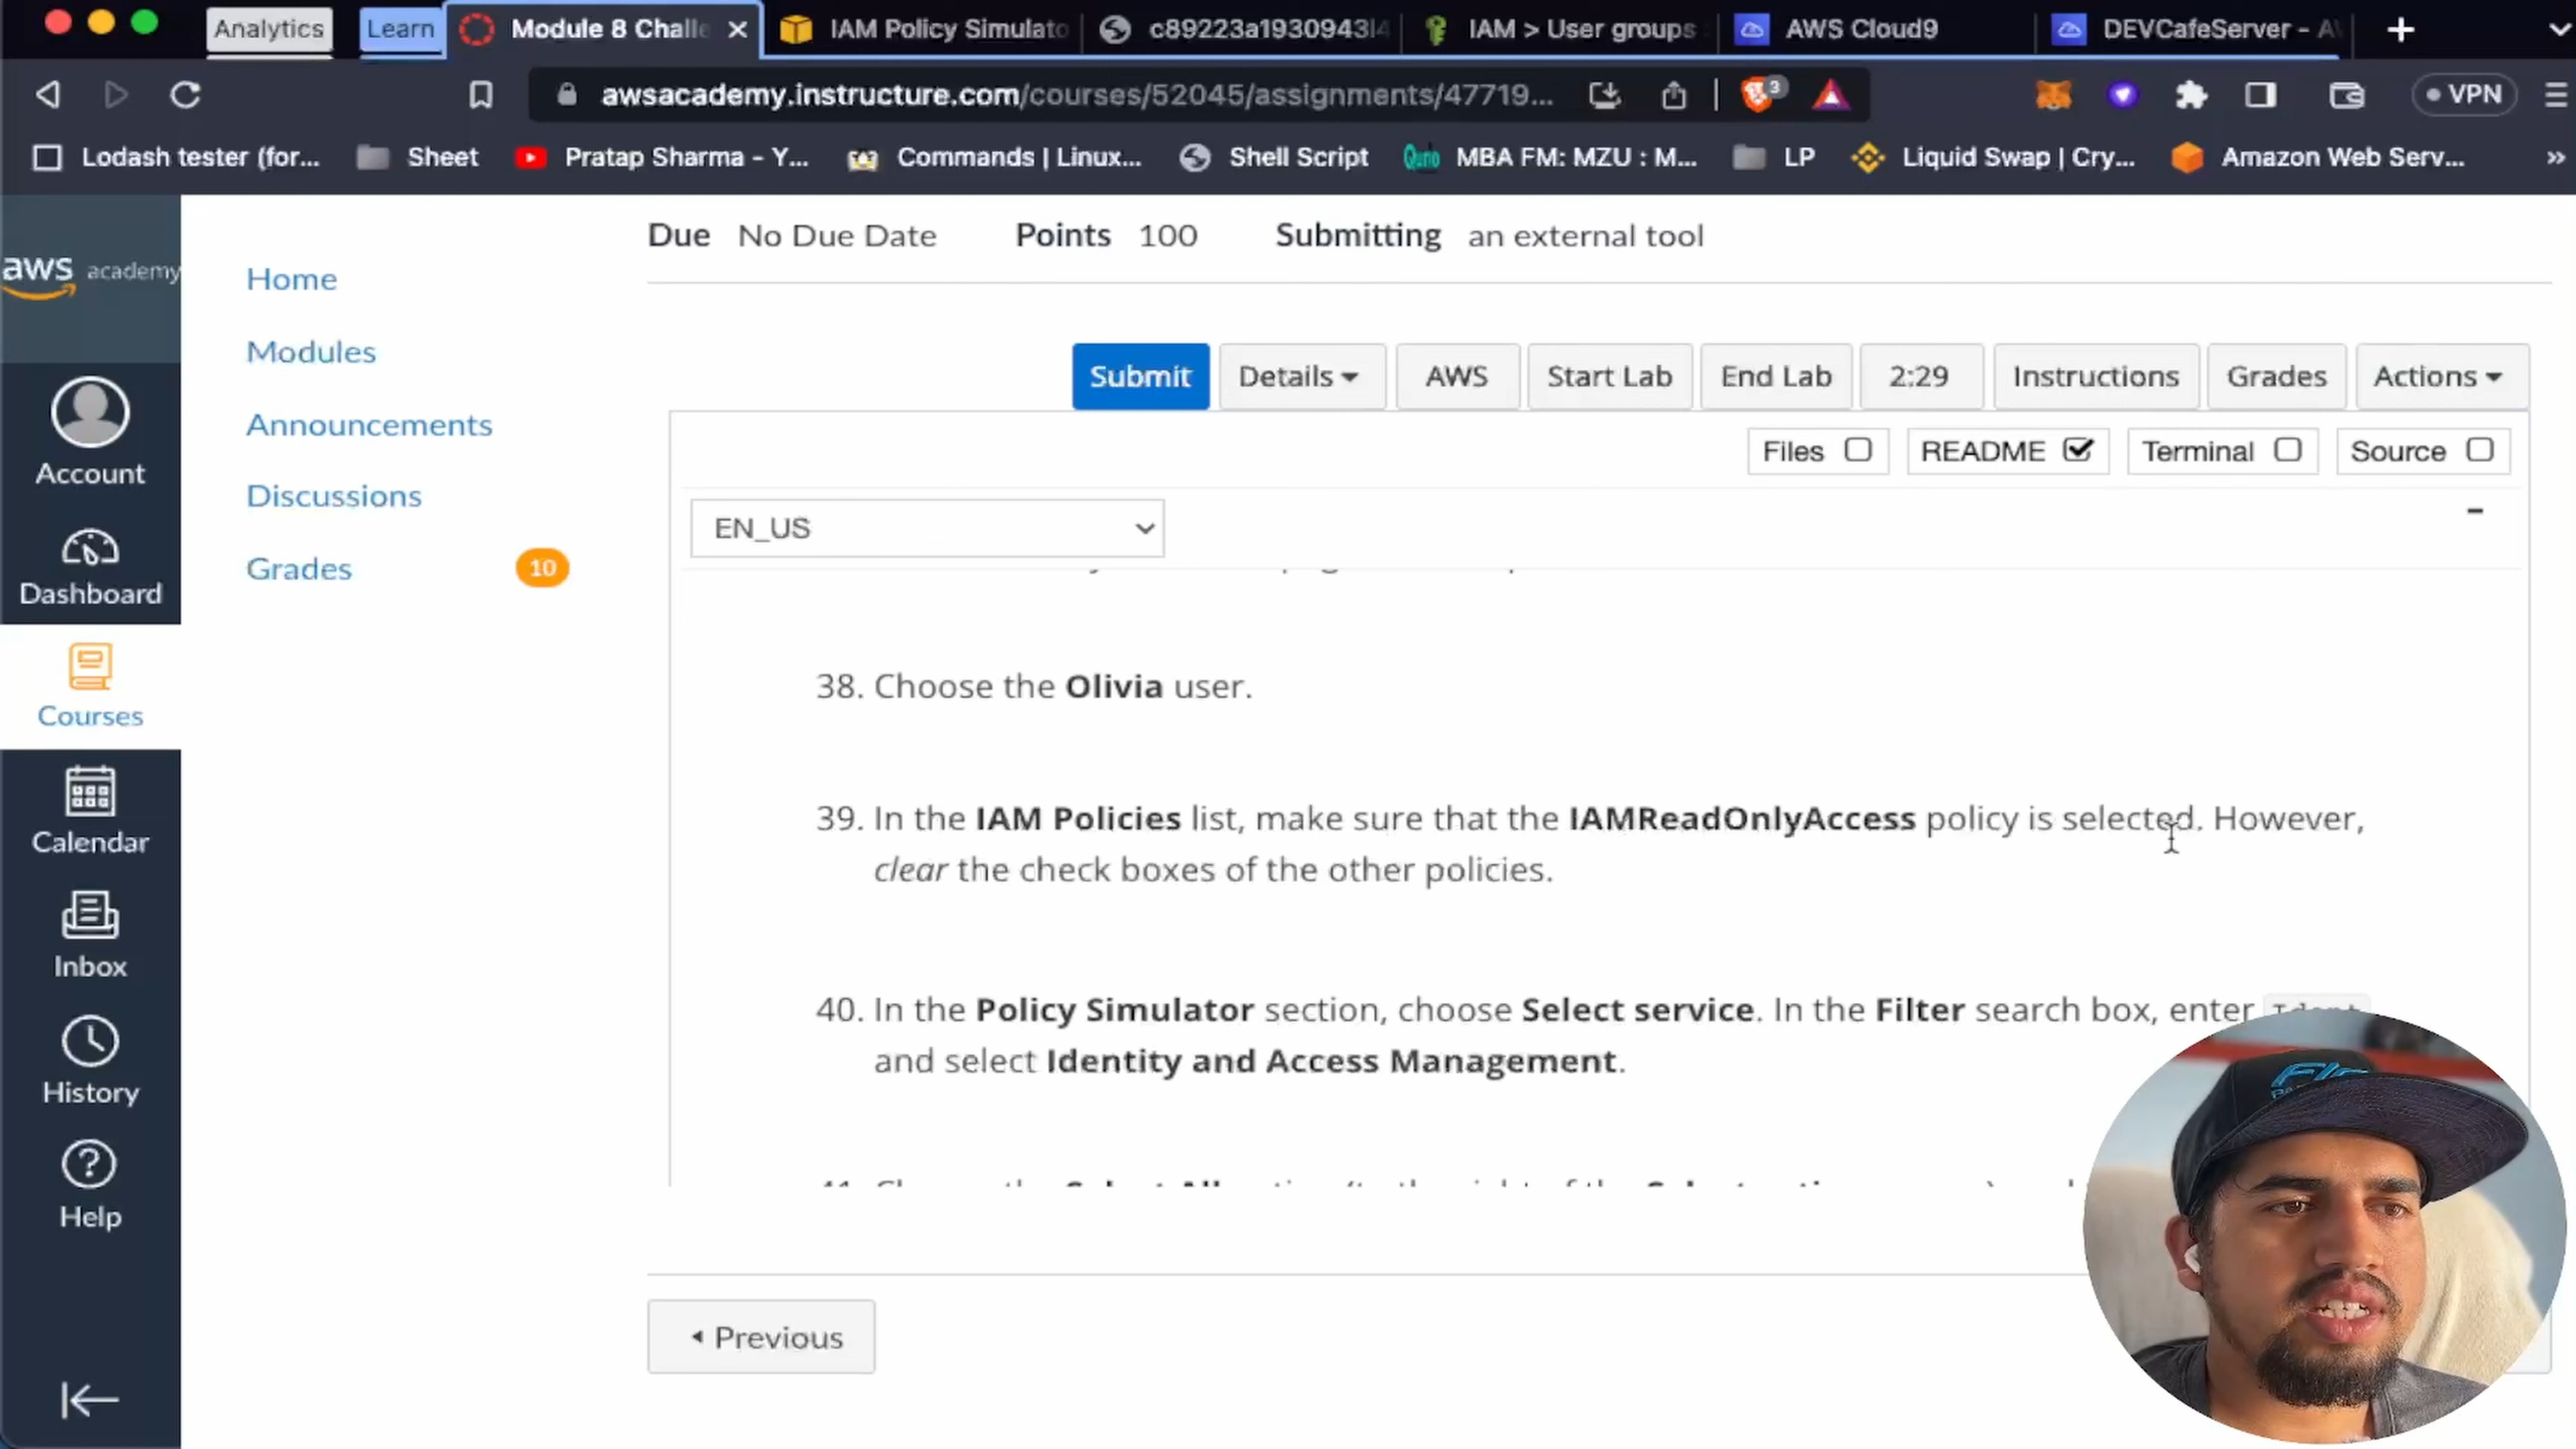 Analytics Learn Module 8 Challe IAM Policy Simulato c89223a1930943l4 IAM > User groups AWS Cloud9 DEVCafeServer - A
awsacademy.instructure.com/courses/52045/assignments/47719... 3 VPN
Lodash tester (for... Sheet Pratap Sharma - Y... Commands | Linux... Shell Script MBA FM: MZU : M... LP Liquid Swap | Cry... Amazon Web Serv... »
Due No Due Date Points 100 Submitting an external tool
aws academy
Home
Modules
Announcements
Discussions
Grades 10
Account
Dashboard
Courses
Calendar
Inbox
History
Help
Submit Details AWS Start Lab End Lab 2:29 Instructions Grades Actions
Files README Terminal Source
EN_US
38. Choose the Olivia user.
39. In the IAM Policies list, make sure that the IAMReadOnlyAccess policy is selected. However,
clear the check boxes of the other policies.
40. In the Policy Simulator section, choose Select service. In the Filter search box, enter
and select Identity and Access Management.
Previous